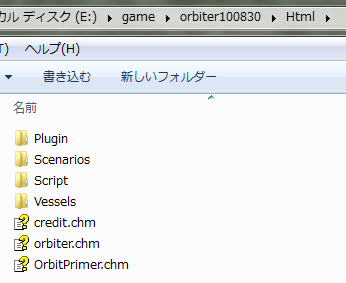 カル ディスク (E:) ▸ game ▸ orbiter100830 ▸ Html ▸
T) ヘルプ(H)
書き込む 新しいフォルダー
名前
Plugin
Scenarios
Script
Vessels
credit.chm
orbiter.chm
OrbitPrimer.chm